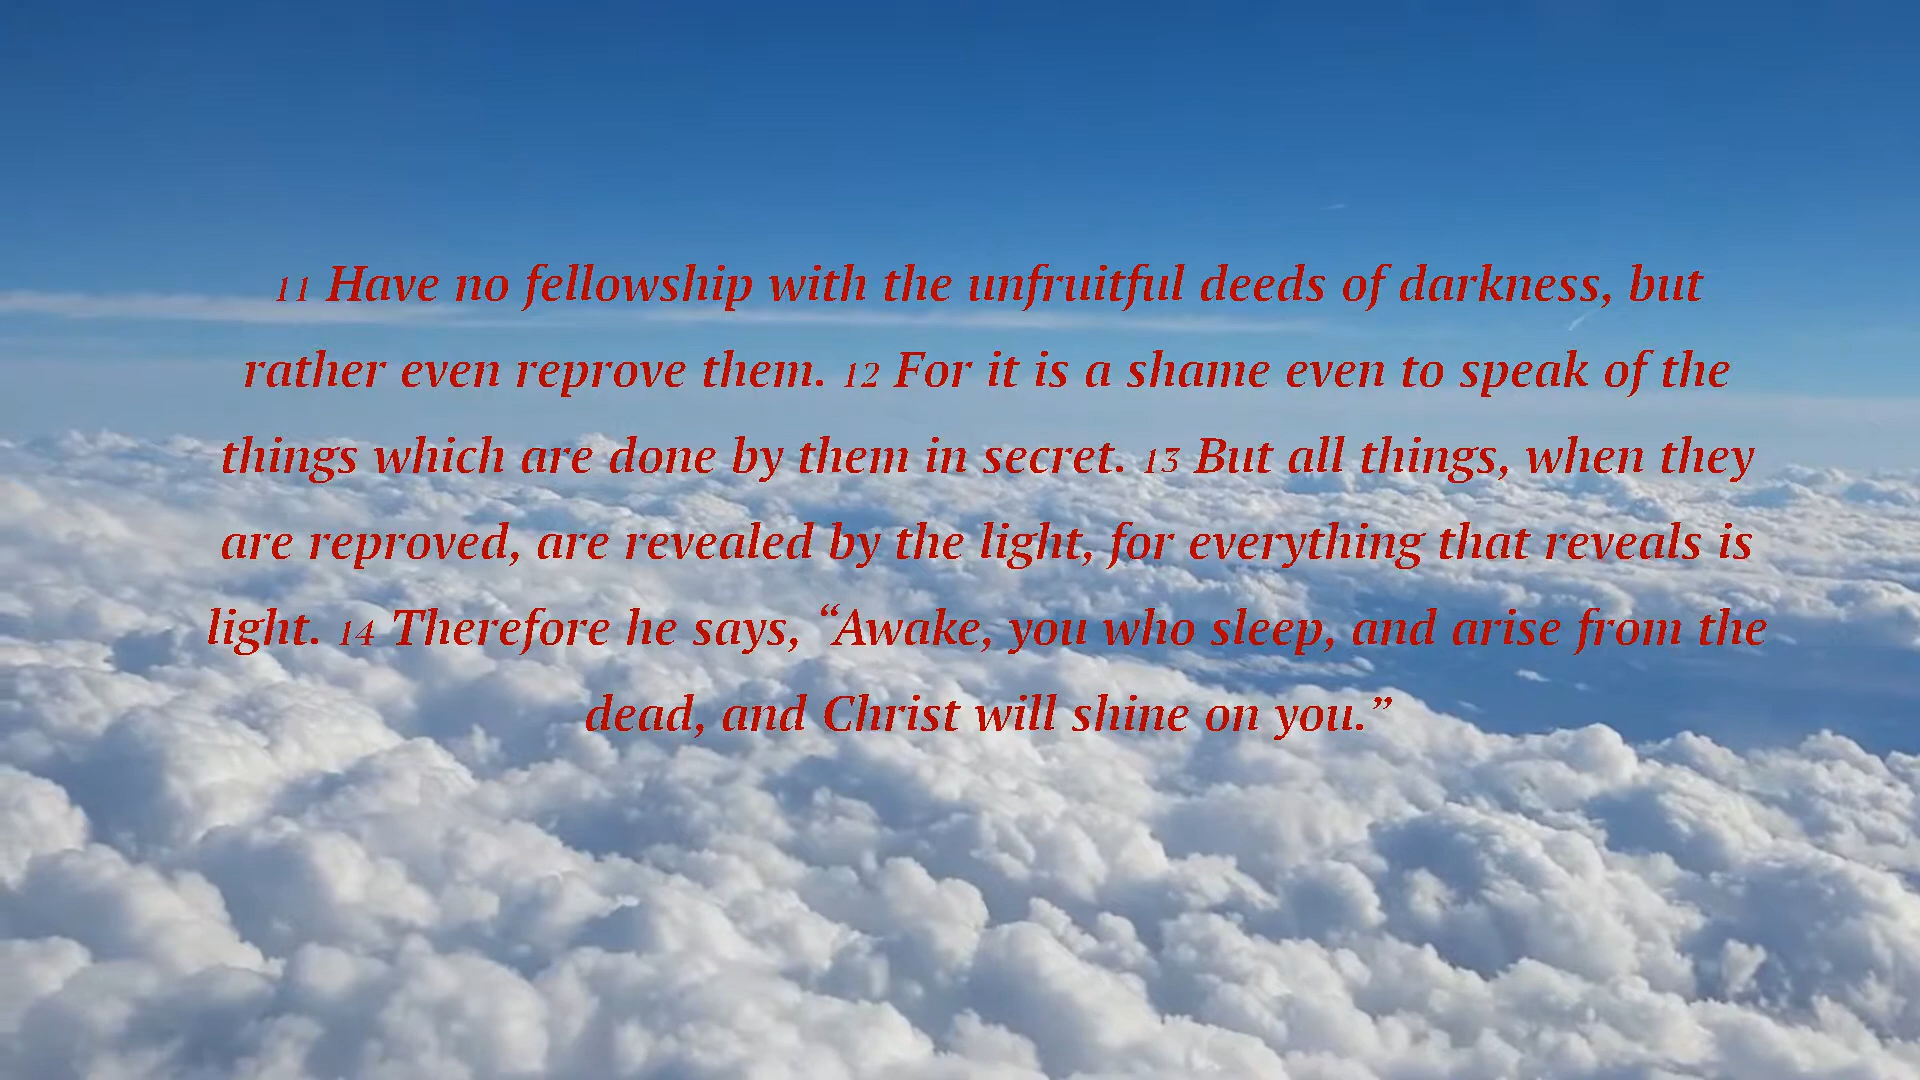 11 Have no fellowship with the unfruitful deeds of darkness, but
rather even reprove them. 12 For it is a shame even to speak of the
things which are done by them in secret. 13 But all things, when they
are reproved, are revealed by the light, for everything that reveals is
light. 14 Therefore he says, “Awake, you who sleep, and arise from the
dead, and Christ will shine on you.”